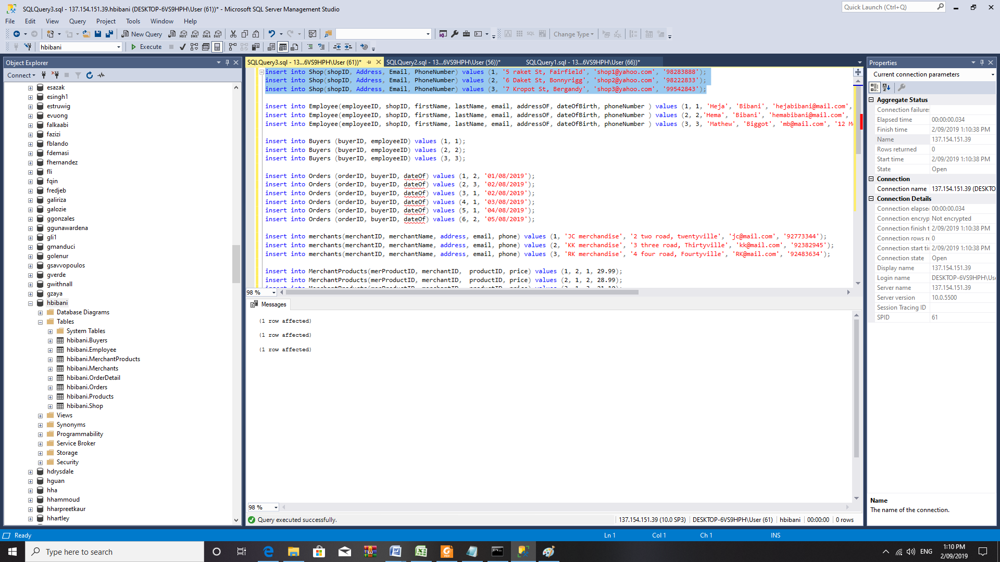 SQLQuery3.sql - 137.154.151.39.hbibani (DESKTOP-6VS9HPH\User (61))* - Microsoft SQL Server Management Studio
Quick Launch (Ctrl+Q)
File Edit View Query Project Tools Window Help
New Query
MDX DMX XMLA DAX
Change Type
hbibani
Execute
Object Explorer
Connect
esazak
esingh1
estruwig
evuong
falkaabi
fazizi
fblando
fdemasi
fhernandez
fli
fqin
fredjeb
galiriza
galozie
ggonzales
ggunawardena
gli1
gmanduci
golenur
gsavvopoulos
gverde
gwithnall
gzaya
hbibani
Database Diagrams
Tables
System Tables
hbibani.Buyers
hbibani.Employee
hbibani.MerchantProducts
hbibani.Merchants
hbibani.OrderDetail
hbibani.Orders
hbibani.Products
hbibani.Shop
Views
Synonyms
Programmability
Service Broker
Storage
Security
hdrysdale
hguan
hha
hhammoud
hharpreetkaur
hhartley
SQLQuery3.sql - 13...6VS9HPH\User (61))* SQLQuery2.sql - 13...6VS9HPH\User (56))* SQLQuery1.sql - 13...6VS9HPH\User (66))*
insert into Shop(shopID, Address, Email, PhoneNumber) values (1, '5 raket St, Fairfield', 'shop1@yahoo.com', '98283888');
insert into Shop(shopID, Address, Email, PhoneNumber) values (2, '6 Daket St, Bonnyrigg', 'shop2@yahoo.com', '98222833');
insert into Shop(shopID, Address, Email, PhoneNumber) values (3, '7 Kropot St, Bergandy', 'shop3@yahoo.com', '99542843');
insert into Employee(employeeID, shopID, firstName, lastName, email, addressOF, dateOfBirth, phoneNumber ) values (1, 1, 'Heja', 'Bibani', 'hejabibani@mail.com',
insert into Employee(employeeID, shopID, firstName, lastName, email, addressOF, dateOfBirth, phoneNumber ) values (2, 2,'Hema', 'Bibani', 'hemabibani@mail.com',
insert into Employee(employeeID, shopID, firstName, lastName, email, addressOF, dateOfBirth, phoneNumber ) values (3, 3, 'Mathew', 'Biggot', 'mb@mail.com', '12 M
insert into Buyers (buyerID, employeeID) values (1, 1);
insert into Buyers (buyerID, employeeID) values (2, 2);
insert into Buyers (buyerID, employeeID) values (3, 3);
insert into Orders (orderID, buyerID, dateOf) values (1, 2, '01/08/2019');
insert into Orders (orderID, buyerID, dateOf) values (2, 3, '02/08/2019');
insert into Orders (orderID, buyerID, dateOf) values (3, 1, '02/08/2019');
insert into Orders (orderID, buyerID, dateOf) values (4, 1, '03/08/2019');
insert into Orders (orderID, buyerID, dateOf) values (5, 1, '04/08/2019');
insert into Orders (orderID, buyerID, dateOf) values (6, 2, '05/08/2019');
insert into merchants(merchantID, merchantName, address, email, phone) values (1, 'JC merchandise', '2 two road, twentyville', 'jc@mail.com', '92773344');
insert into merchants(merchantID, merchantName, address, email, phone) values (2, 'KK merchandise', '3 three road, Thirtyville', 'kk@mail.com', '92382945');
insert into merchants(merchantID, merchantName, address, email, phone) values (3, 'RK merchandise', '4 four road, Fourtyville', 'RK@mail.com', '92483634');
insert into MerchantProducts(merProductID, merchantID, productID, price) values (1, 2, 1, 29.99);
insert into MerchantProducts(merProductID, merchantID, productID, price) values (2, 1, 2, 28.99);
98 %
Messages
(1 row affected)
(1 row affected)
(1 row affected)
98 %
Query executed successfully. 137.154.151.39 (10.0 SP3) DESKTOP-6VS9HPH\User (61) hbibani 00:00:00 0 rows
Properties
Current connection parameters
Aggregate Status
Connection failures
Elapsed time 00:00:00.034
Finish time 2/09/2019 1:10:38 PM
Name 137.154.151.39
Rows returned 0
Start time 2/09/2019 1:10:38 PM
State Open
Connection
Connection name 137.154.151.39 (DESKTO
Connection Details
Connection elapse 00:00:00.034
Connection encryp Not encrypted
Connection finish t 2/09/2019 1:10:38 PM
Connection rows re 0
Connection start ti 2/09/2019 1:10:38 PM
Connection state Open
Display name 137.154.151.39
Login name DESKTOP-6VS9HPH\Use
Server name 137.154.151.39
Server version 10.0.5500
Session Tracing ID
SPID 61
Name
The name of the connection.
Ready Ln 1 Col 1 Ch 1 INS
Type here to search
ENG
1:10 PM
2/09/2019